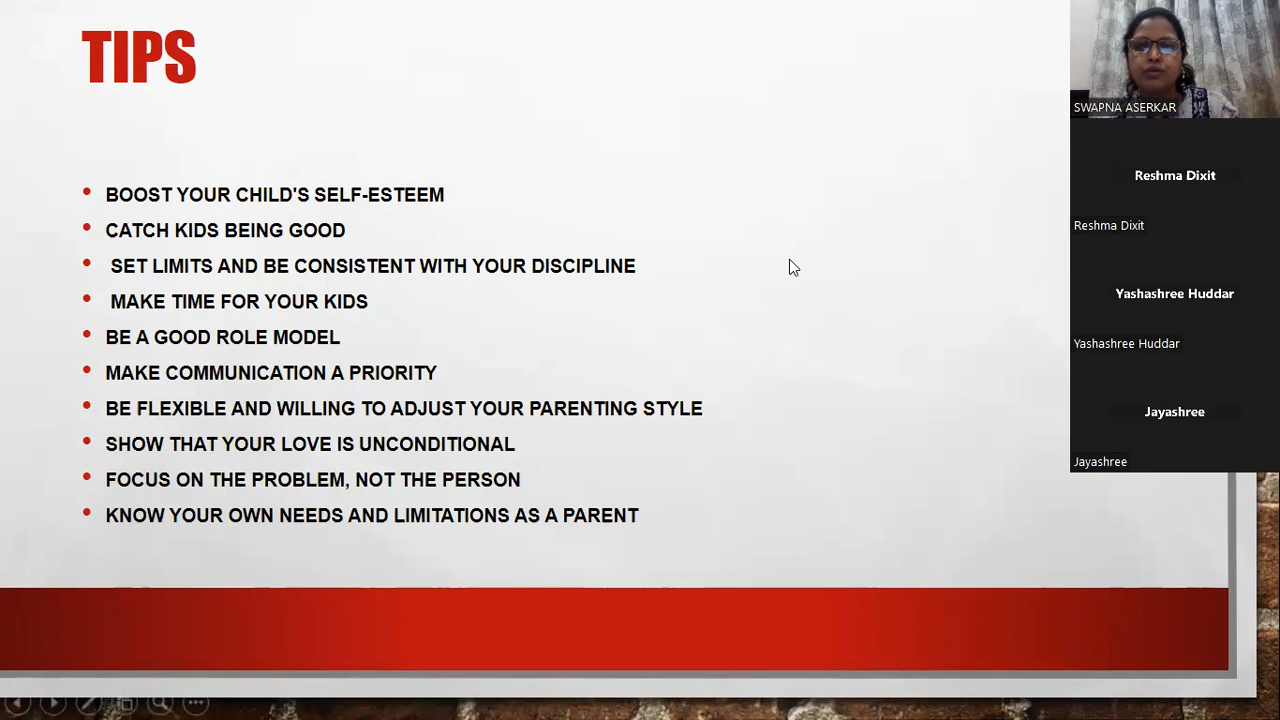 TIPS
• BOOST YOUR CHILD'S SELF-ESTEEM
• CATCH KIDS BEING GOOD
• SET LIMITS AND BE CONSISTENT WITH YOUR DISCIPLINE
• MAKE TIME FOR YOUR KIDS
• BE A GOOD ROLE MODEL
• MAKE COMMUNICATION A PRIORITY
• BE FLEXIBLE AND WILLING TO ADJUST YOUR PARENTING STYLE
• SHOW THAT YOUR LOVE IS UNCONDITIONAL
• FOCUS ON THE PROBLEM, NOT THE PERSON
• KNOW YOUR OWN NEEDS AND LIMITATIONS AS A PARENT
SWAPNA ASERKAR
Reshma Dixit
Reshma Dixit
Yashashree Huddar
Yashashree Huddar
Jayashree
Jayashree